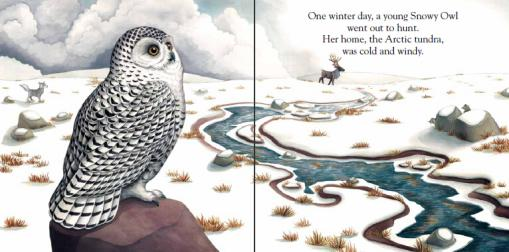 One winter day, a young Snowy Owl
went out to hunt.
Her home, the Arctic tundra,
was cold and windy.